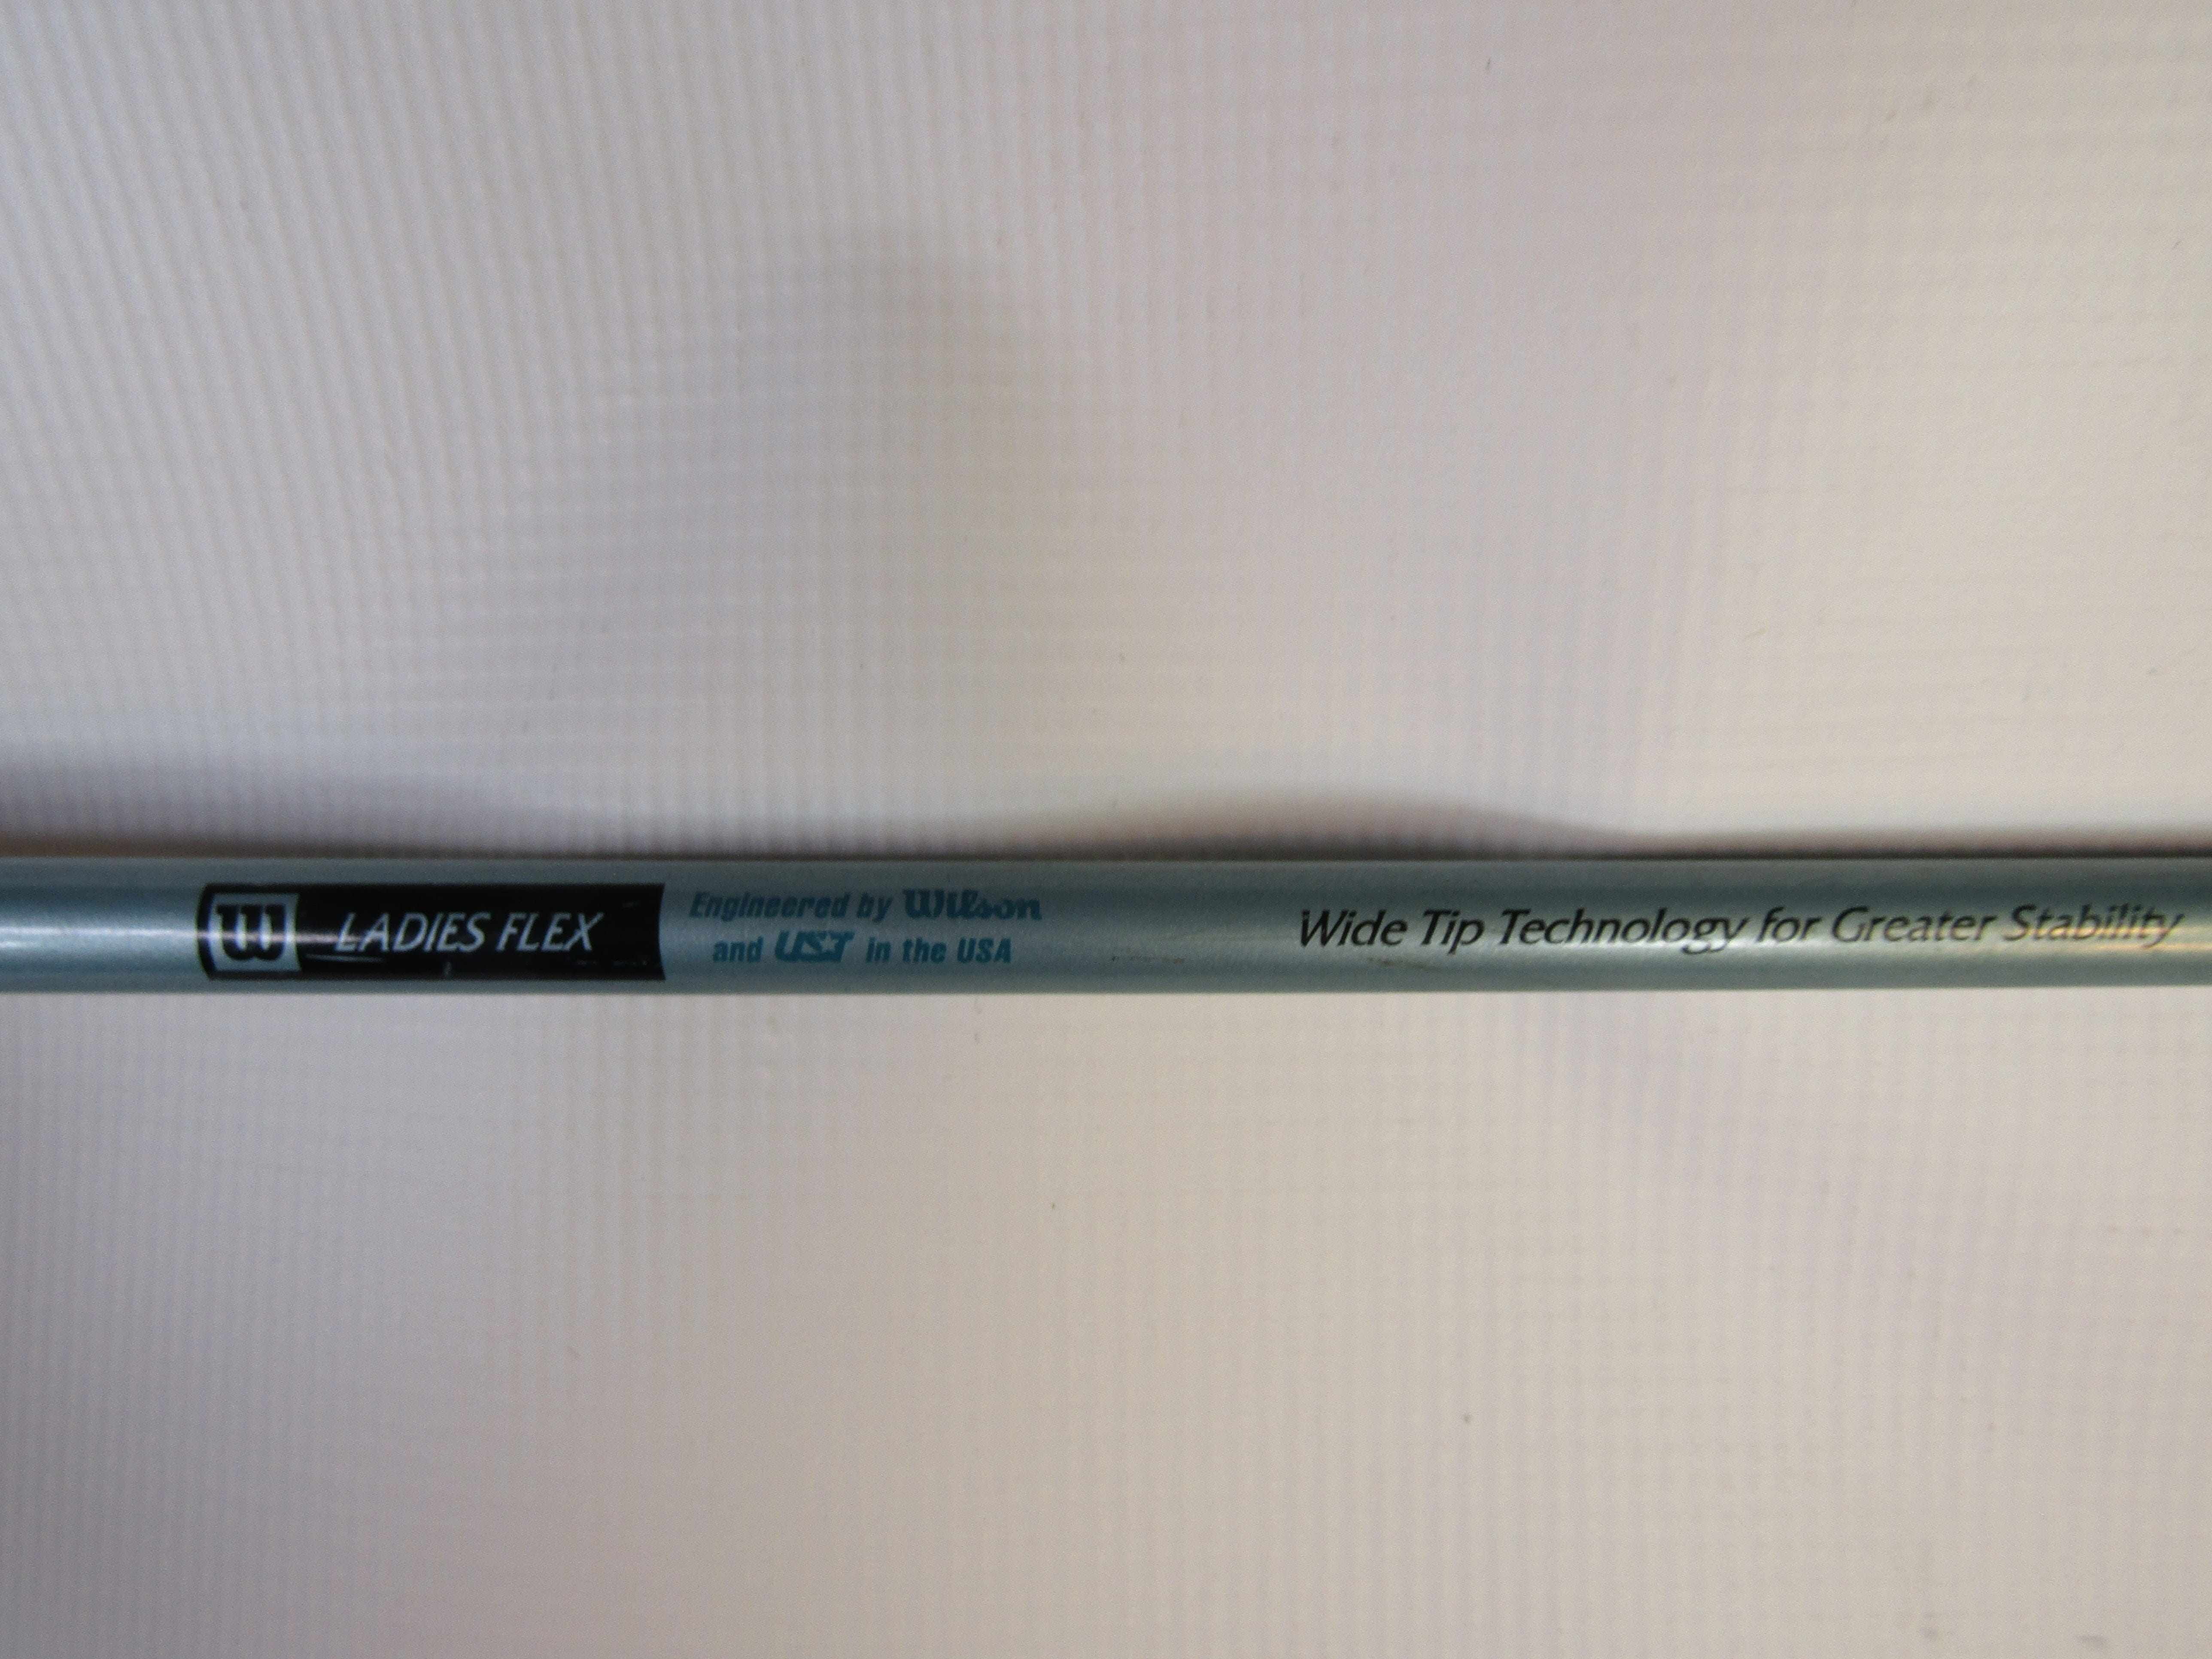 W LADIES FLEX
Engineered by Wilson
and UST in the USA
Wide Tip Technology for Greater Stability